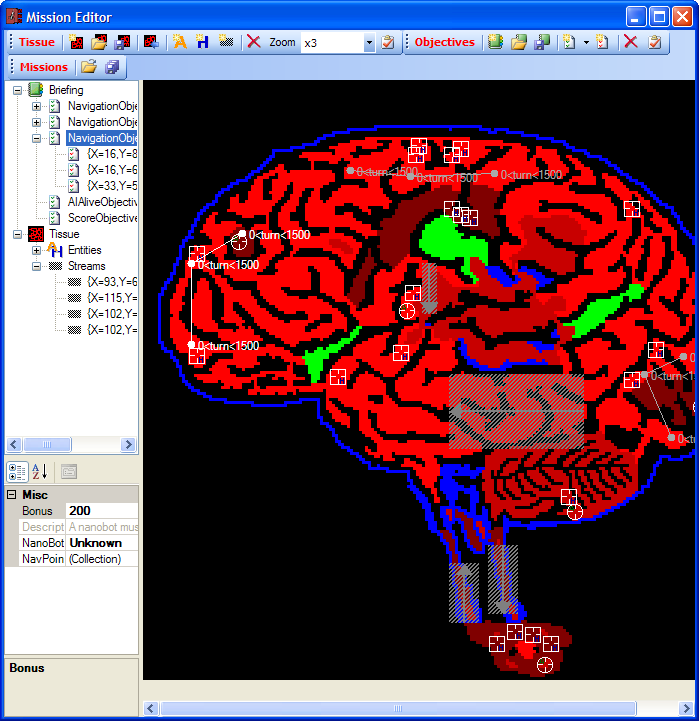 Mission Editor
Tissue Zoom x3 Objectives
Missions
Briefing
NavigationObje
NavigationObje
NavigationObje
{X=16,Y=8
{X=16,Y=6
{X=33,Y=5
AIAliveObjectiv
ScoreObjective
Tissue
Entities
Streams
{X=93,Y=6
{X=115,Y=
{X=102,Y=
{X=102,Y=
0<turn<1500
0<turn<1500
0<turn<1500
0<turn<1500
0<turn<1500
0<turn<1500
0<turn<1
0<t
Misc
Bonus 200
Descript A nanobot mus
NanoBot Unknown
NavPoin (Collection)
Bonus